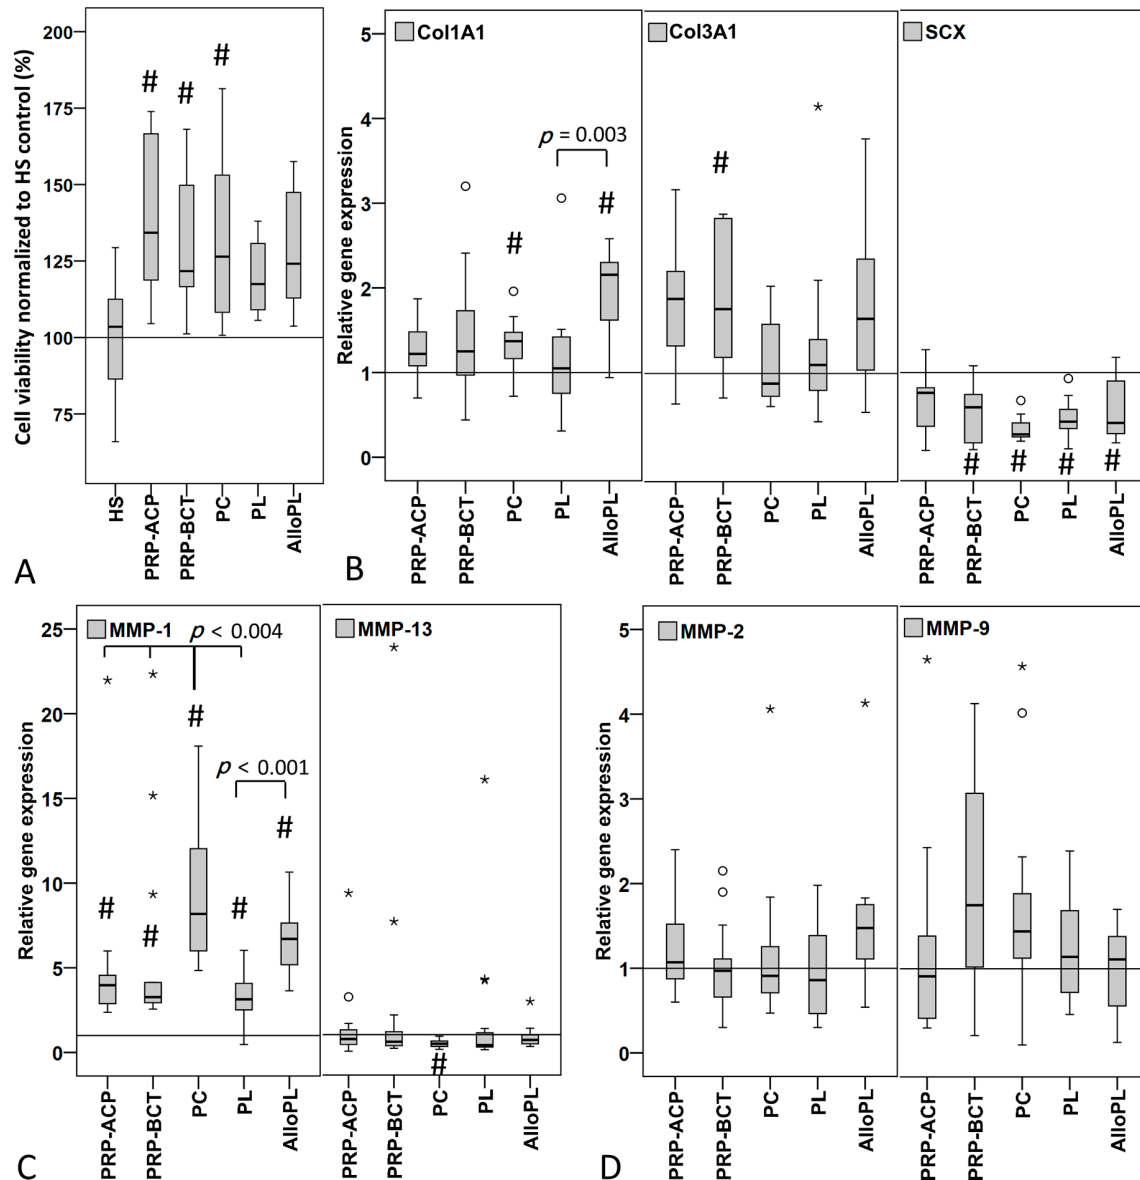 A
Cell viability normalized to HS control (%)
200
175
150
125
100
75
# # #
HS PRP-ACP PRP-BCT PC PL AlloPL
B
Relative gene expression
5
4
3
2
1
0
Col1A1
p = 0.003
# #
PRP-ACP PRP-BCT PC PL AlloPL
Col3A1
*
#
PRP-ACP PRP-BCT PC PL AlloPL
SCX
# # # #
PRP-ACP PRP-BCT PC PL AlloPL
C
Relative gene expression
25
20
15
10
5
0
MMP-1
p < 0.004
p < 0.001
* *
*
*
# # # # #
PRP-ACP PRP-BCT PC PL AlloPL
MMP-13
* * *
* * *
#
PRP-ACP PRP-BCT PC PL AlloPL
D
Relative gene expression
5
4
3
2
1
0
MMP-2
* *
PRP-ACP PRP-BCT PC PL AlloPL
MMP-9
* *
PRP-ACP PRP-BCT PC PL AlloPL